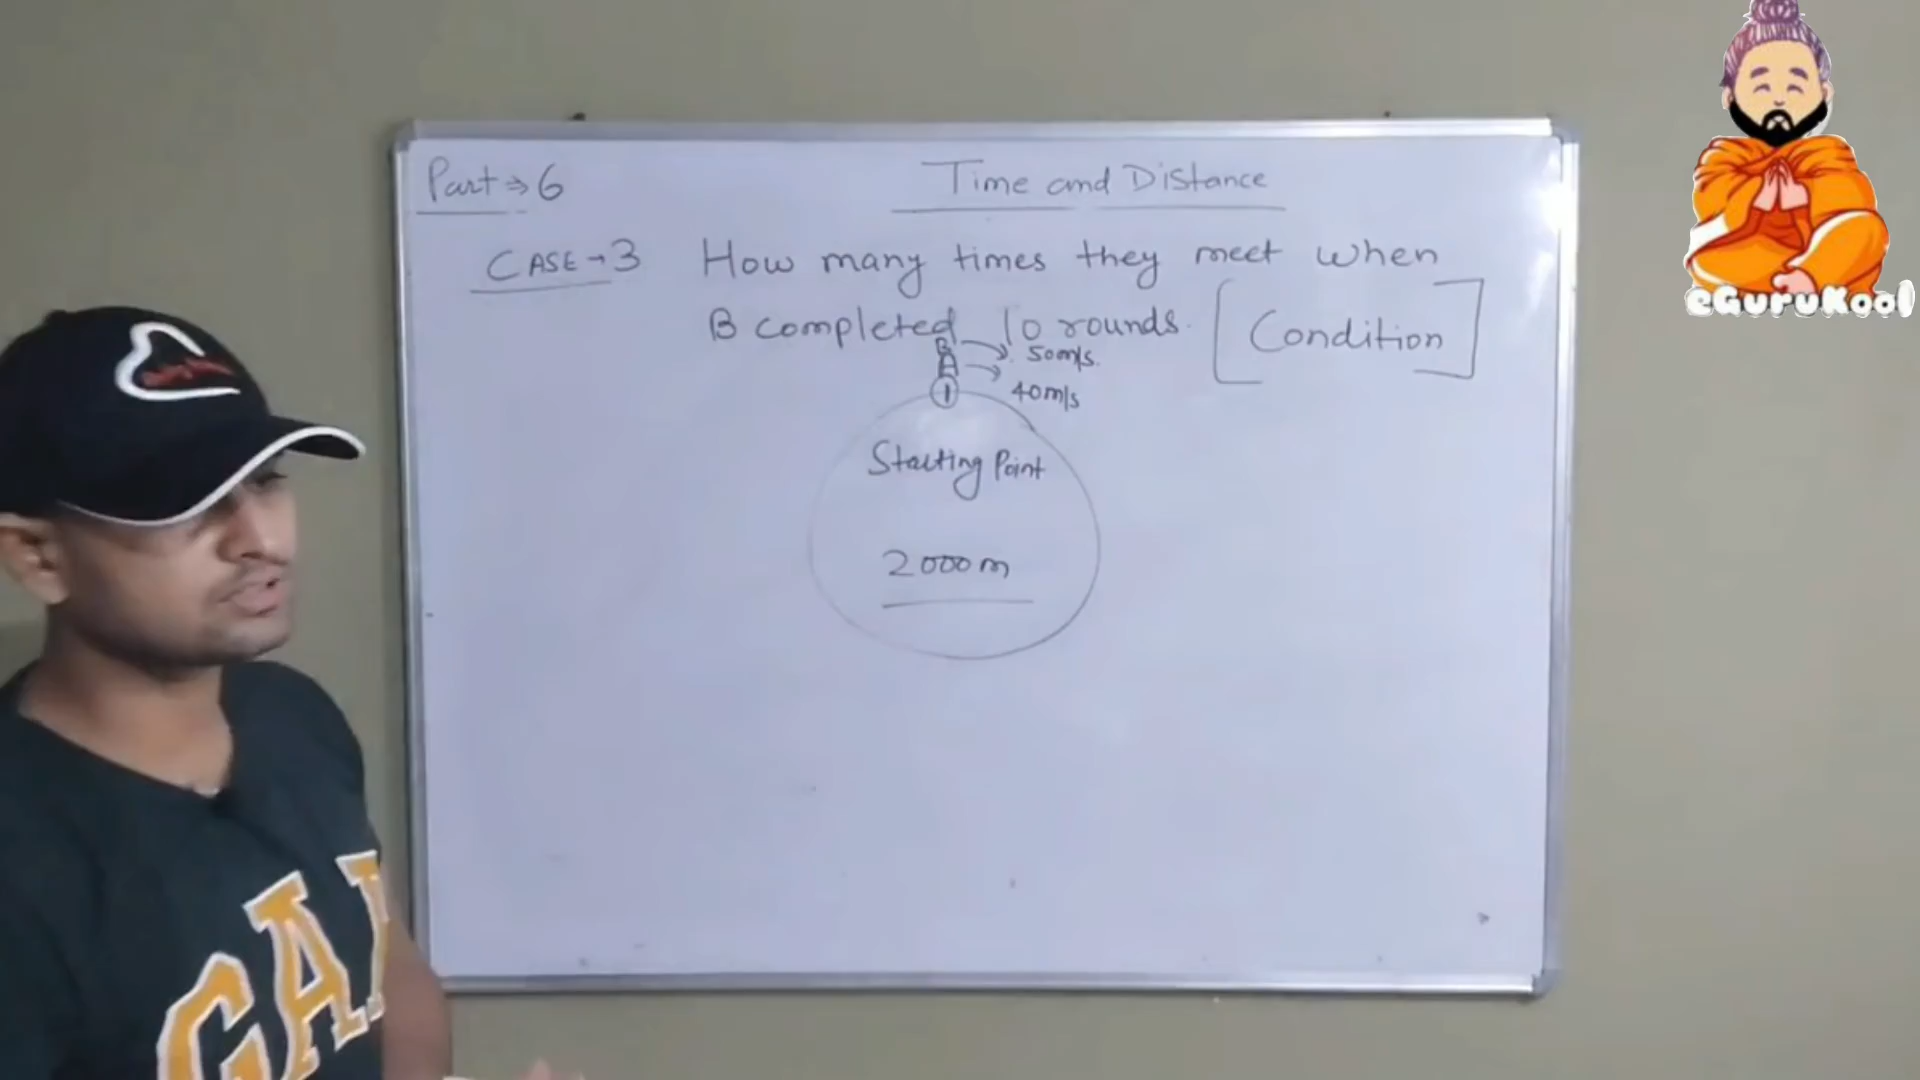 Part ⇒ 6
Time and Distance
CASE → 3 How many times they meet when
B completed 10 rounds. [Condition]
B 50m/s.
A 40m/s
1
Starting Point
2000m
eGuruKool
GAP